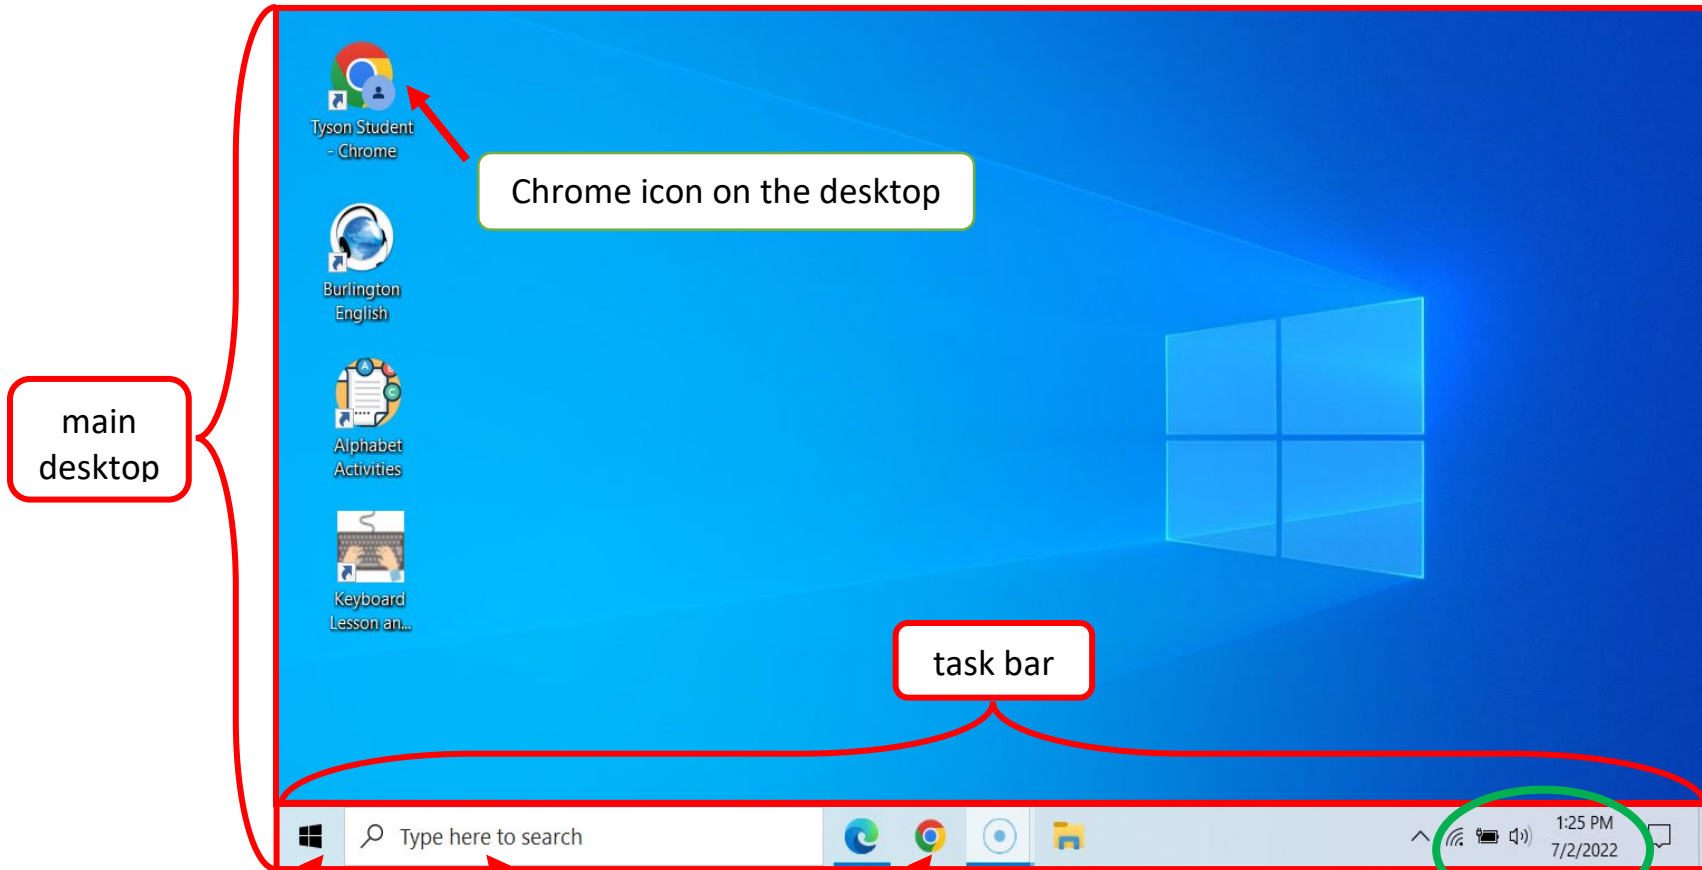 Tyson Student
- Chrome
Chrome icon on the desktop
Burlington
English
main
desktop
Alphabet
Activities
Keyboard
Lesson an...
task bar
Type here to search
1:25 PM
7/2/2022